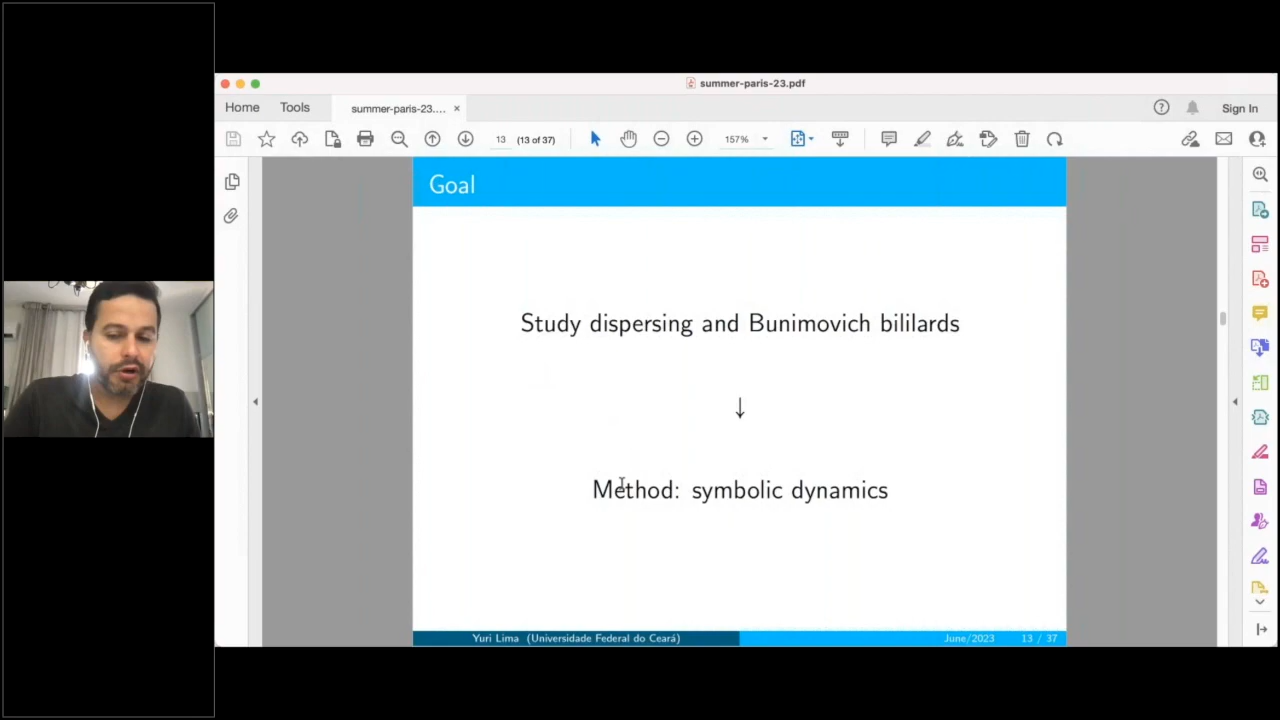 summer-paris-23.pdf
Home Tools summer-paris-23.... × Sign In
13 (13 of 37) 157%
Goal
Study dispersing and Bunimovich bililards
↓
Method: symbolic dynamics
Yuri Lima (Universidade Federal do Ceará) June/2023 13 / 37